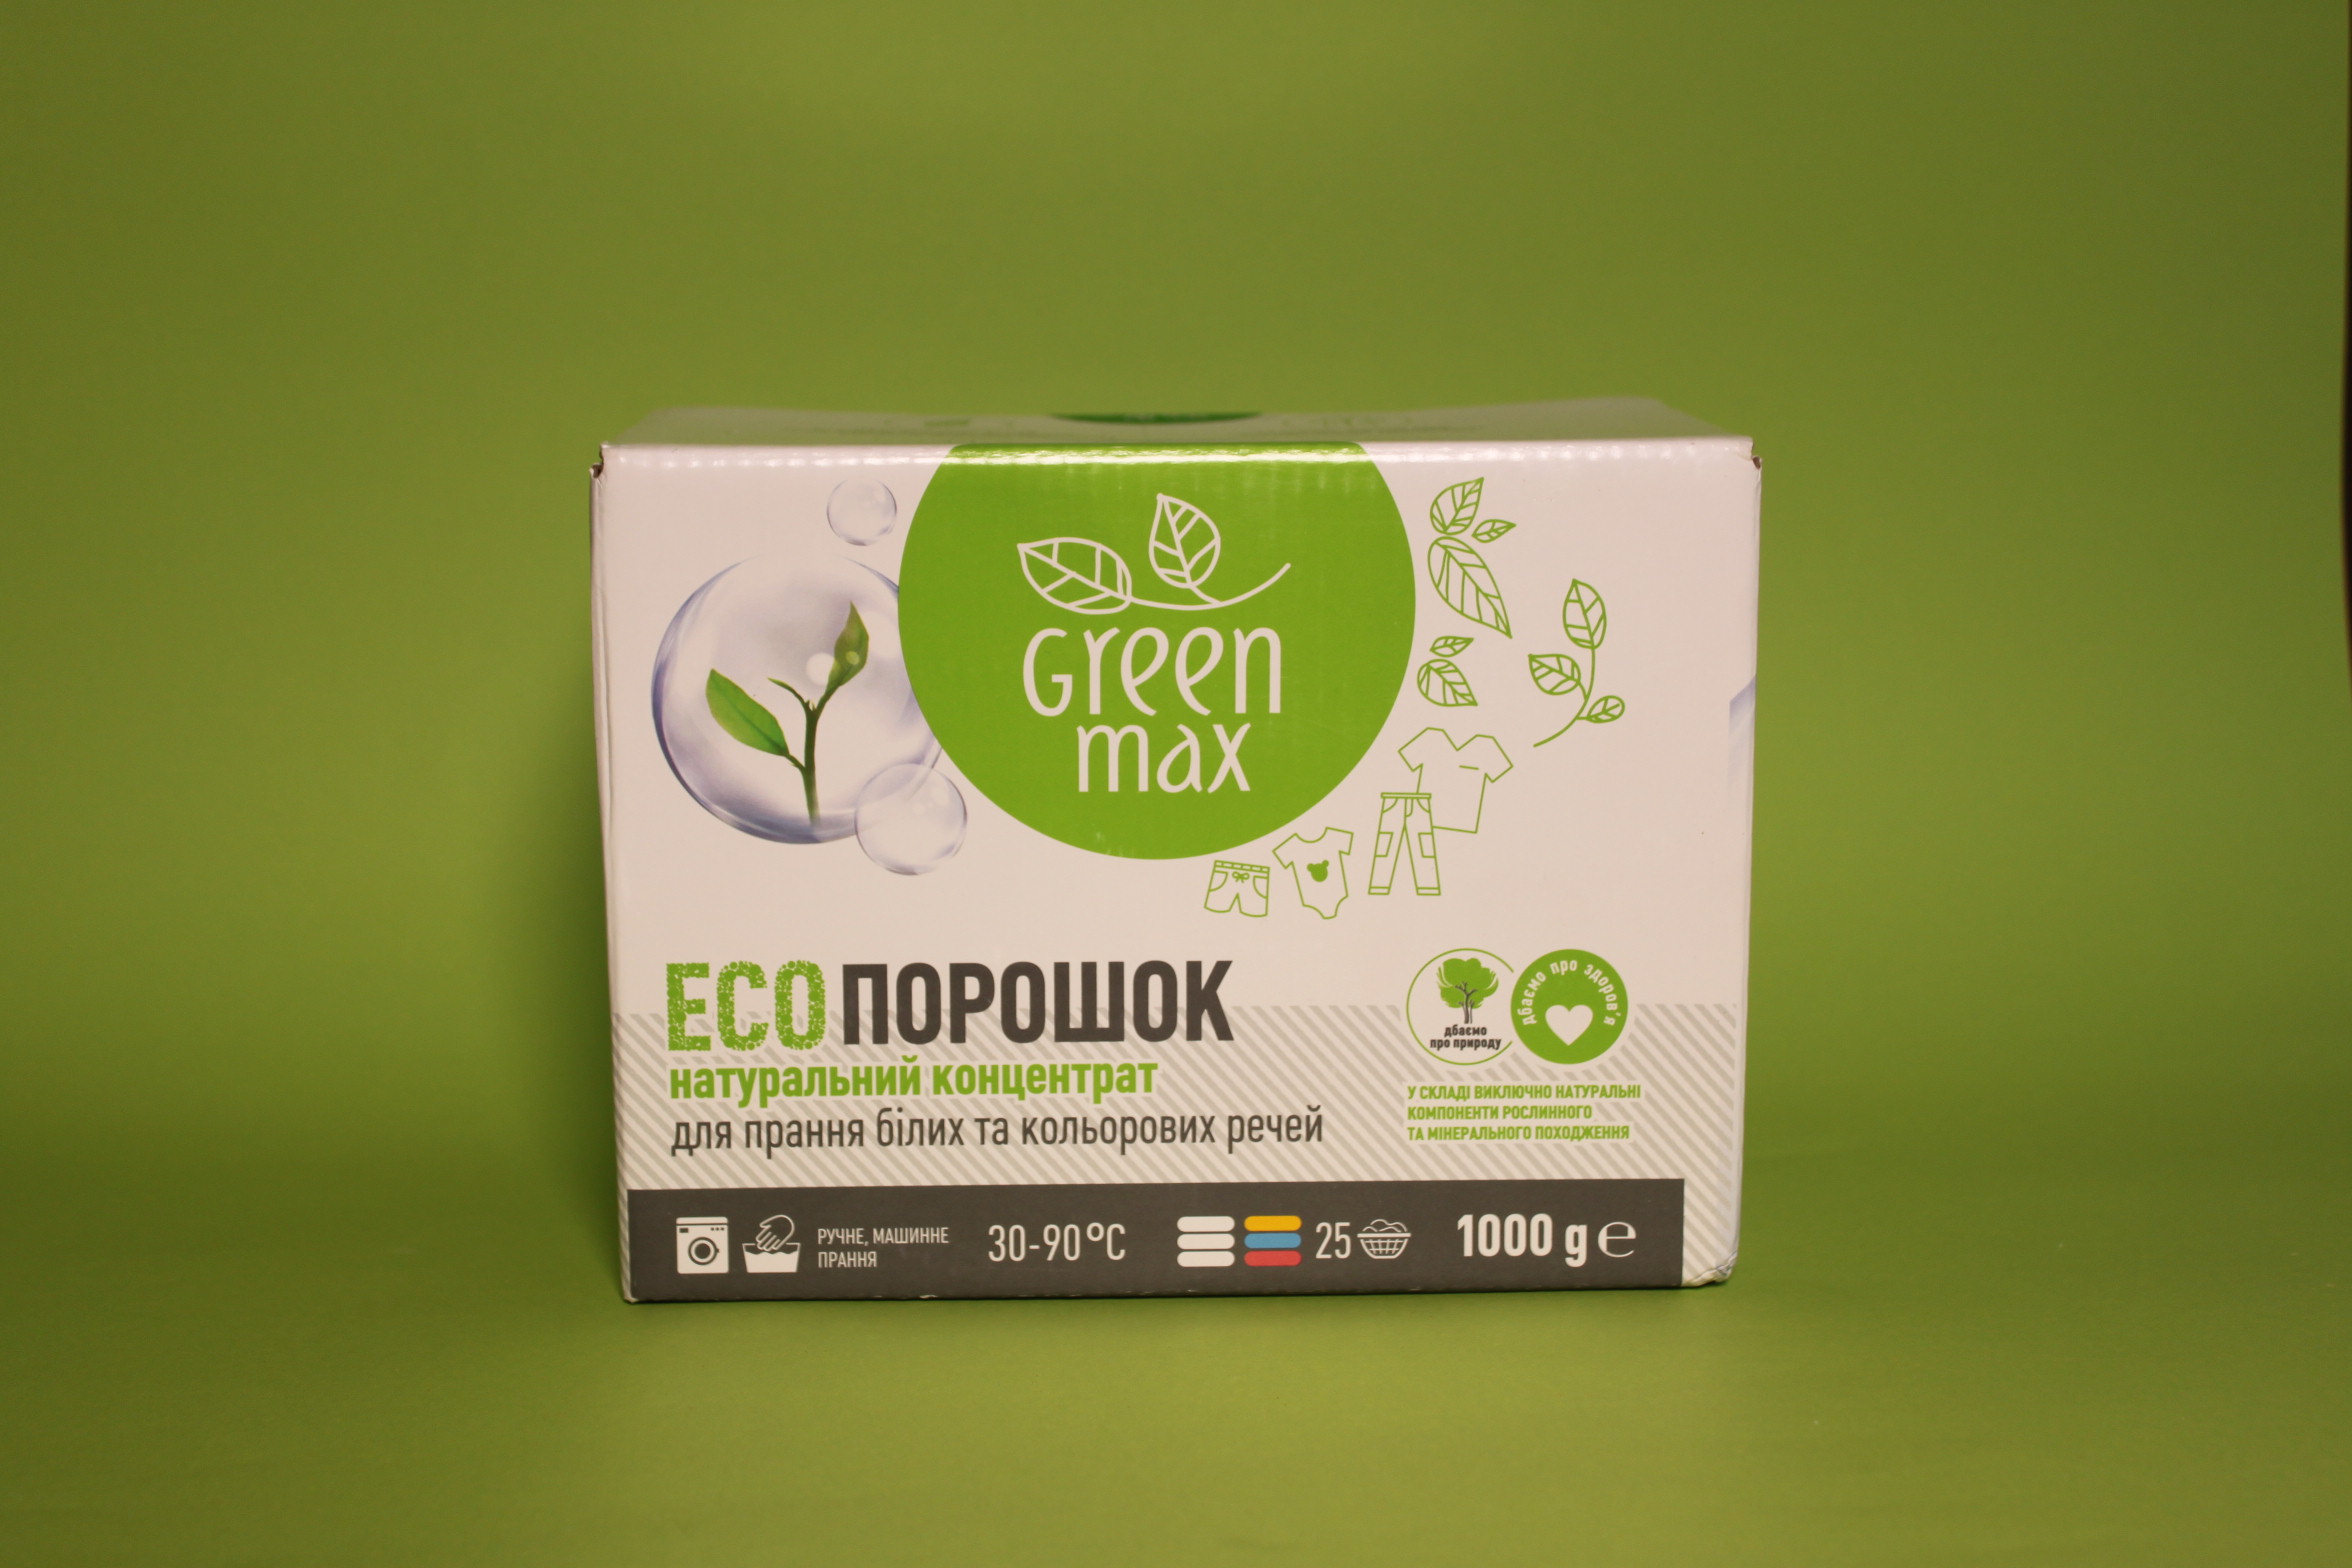 Green
max
ECO ПОРОШОК
натуральний концентрат
для прання білих та кольорових речей
дбаємо
про природу
дбаємо про здоров'я
У СКЛАДІ ВИКЛЮЧНО НАТУРАЛЬНІ
КОМПОНЕНТИ РОСЛИННОГО
ТА МІНЕРАЛЬНОГО ПОХОДЖЕННЯ
РУЧНЕ, МАШИННЕ
ПРАННЯ
30-90°C
25
1000 g e